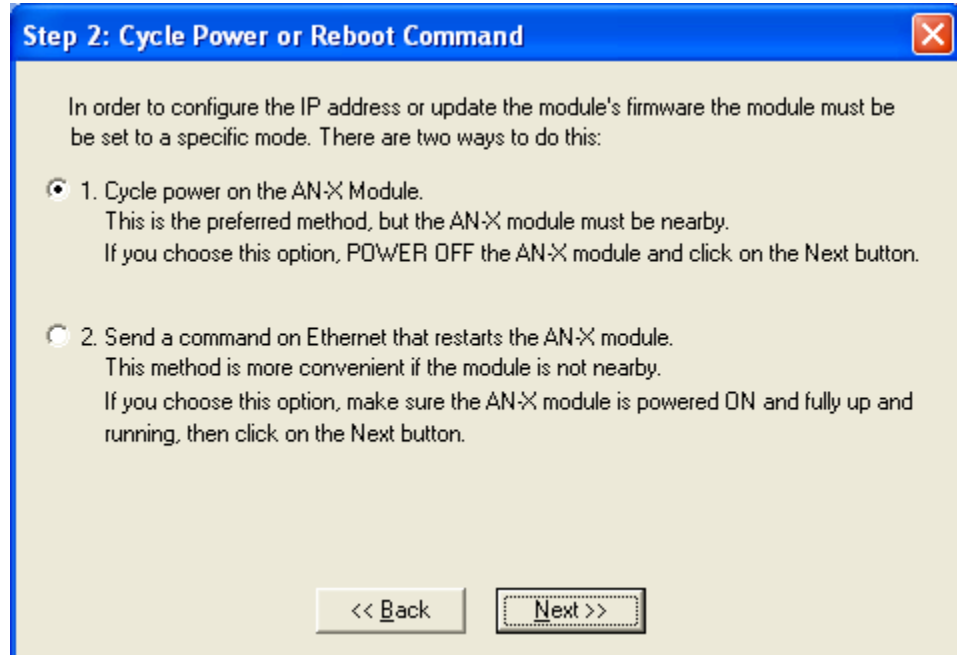 Step 2: Cycle Power or Reboot Command
In order to configure the IP address or update the module's firmware the module must be
be set to a specific mode. There are two ways to do this:
1. Cycle power on the AN-X Module.
This is the preferred method, but the AN-X module must be nearby.
If you choose this option, POWER OFF the AN-X module and click on the Next button.
2. Send a command on Ethernet that restarts the AN-X module.
This method is more convenient if the module is not nearby.
If you choose this option, make sure the AN-X module is powered ON and fully up and
running, then click on the Next button.
<< Back
Next >>